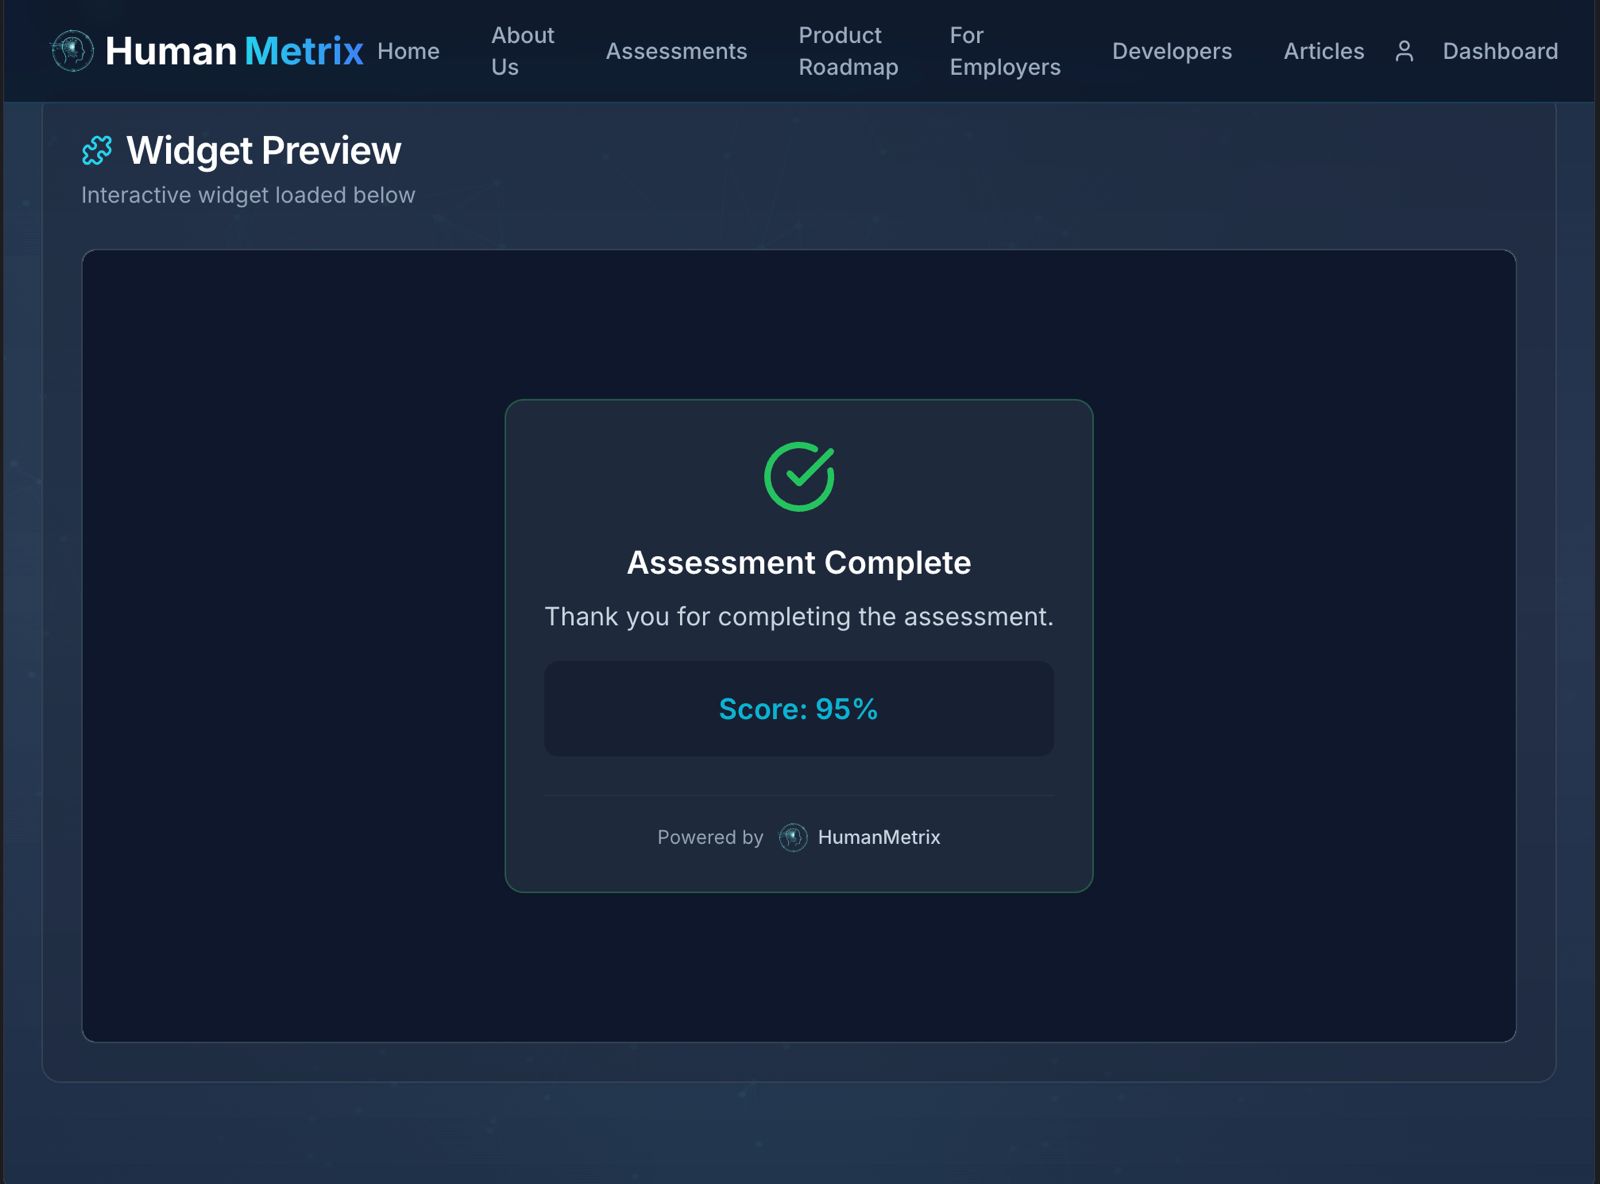 Human Metrix
Home
About
Us
Assessments
Product
Roadmap
For
Employers
Developers
Articles
Dashboard
Widget Preview
Interactive widget loaded below
Assessment Complete
Thank you for completing the assessment.
Score: 95%
Powered by HumanMetrix